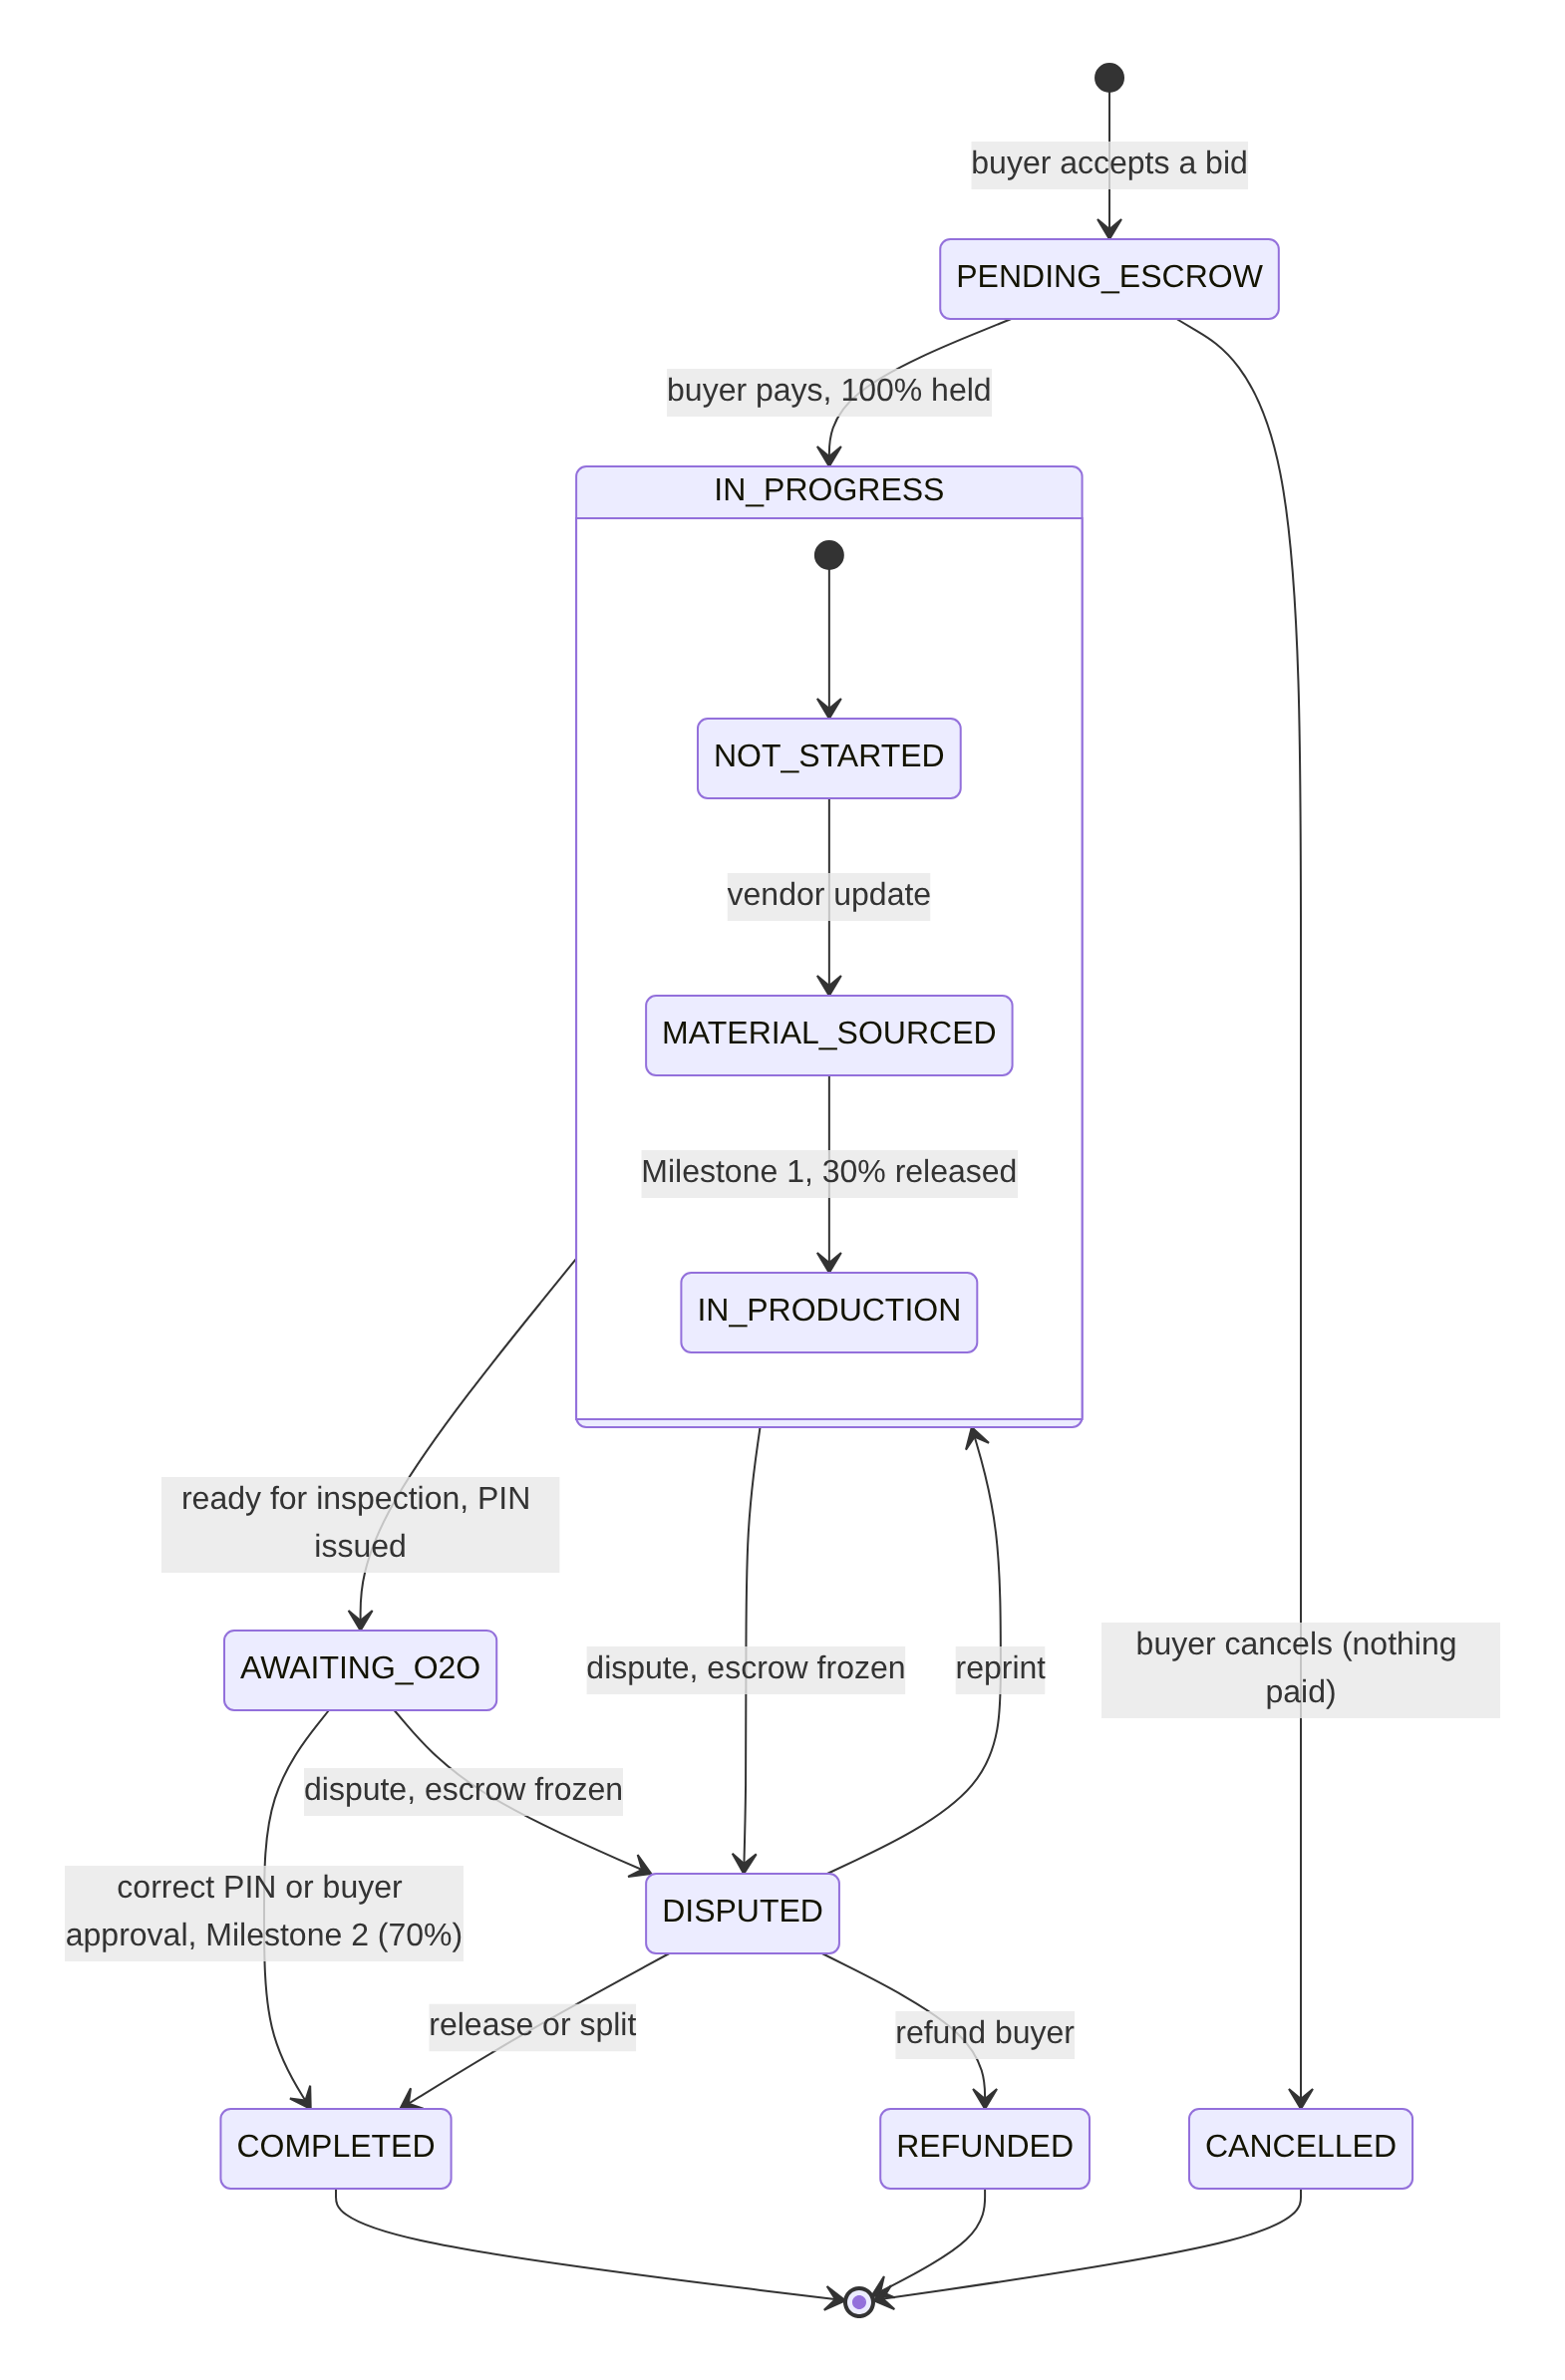 buyer accepts a bid
PENDING_ESCROW
buyer pays, 100% held
IN_PROGRESS
NOT_STARTED
vendor update
MATERIAL_SOURCED
Milestone 1, 30% released
IN_PRODUCTION
ready for inspection, PIN
issued
AWAITING_O2O
dispute, escrow frozen
reprint
buyer cancels (nothing
paid)
dispute, escrow frozen
correct PIN or buyer
approval, Milestone 2 (70%)
DISPUTED
release or split
refund buyer
COMPLETED
REFUNDED
CANCELLED